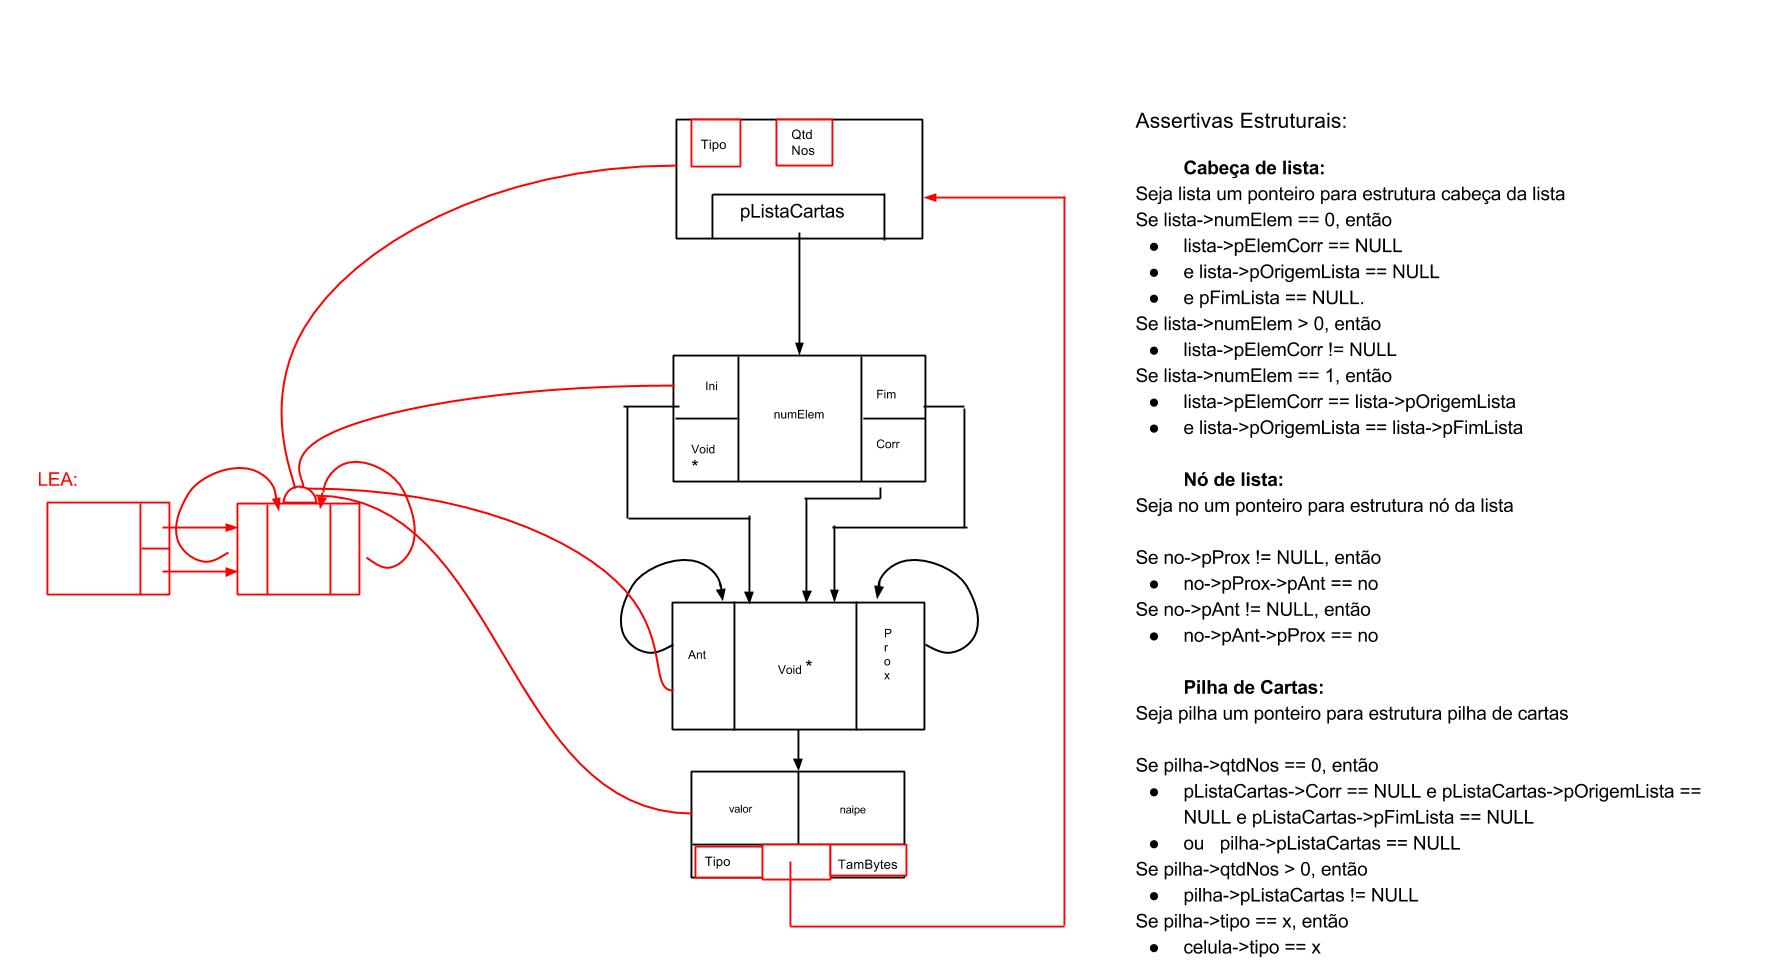 Tipo
Qtd
Nos
pListaCartas
Ini
Void
*
numElem
Fim
Corr
LEA:
Ant
Void *
P
r
o
x
valor
naipe
Tipo
TamBytes
Assertivas Estruturais:
Cabeça de lista:
Seja lista um ponteiro para estrutura cabeça da lista
Se lista->numElem == 0, então
● lista->pElemCorr == NULL
● e lista->pOrigemLista == NULL
● e pFimLista == NULL.
Se lista->numElem > 0, então
● lista->pElemCorr != NULL
Se lista->numElem == 1, então
● lista->pElemCorr == lista->pOrigemLista
● e lista->pOrigemLista == lista->pFimLista
Nó de lista:
Seja no um ponteiro para estrutura nó da lista
Se no->pProx != NULL, então
● no->pProx->pAnt == no
Se no->pAnt != NULL, então
● no->pAnt->pProx == no
Pilha de Cartas:
Seja pilha um ponteiro para estrutura pilha de cartas
Se pilha->qtdNos == 0, então
● pListaCartas->Corr == NULL e pListaCartas->pOrigemLista ==
NULL e pListaCartas->pFimLista == NULL
● ou pilha->pListaCartas == NULL
Se pilha->qtdNos > 0, então
● pilha->pListaCartas != NULL
Se pilha->tipo == x, então
● celula->tipo == x